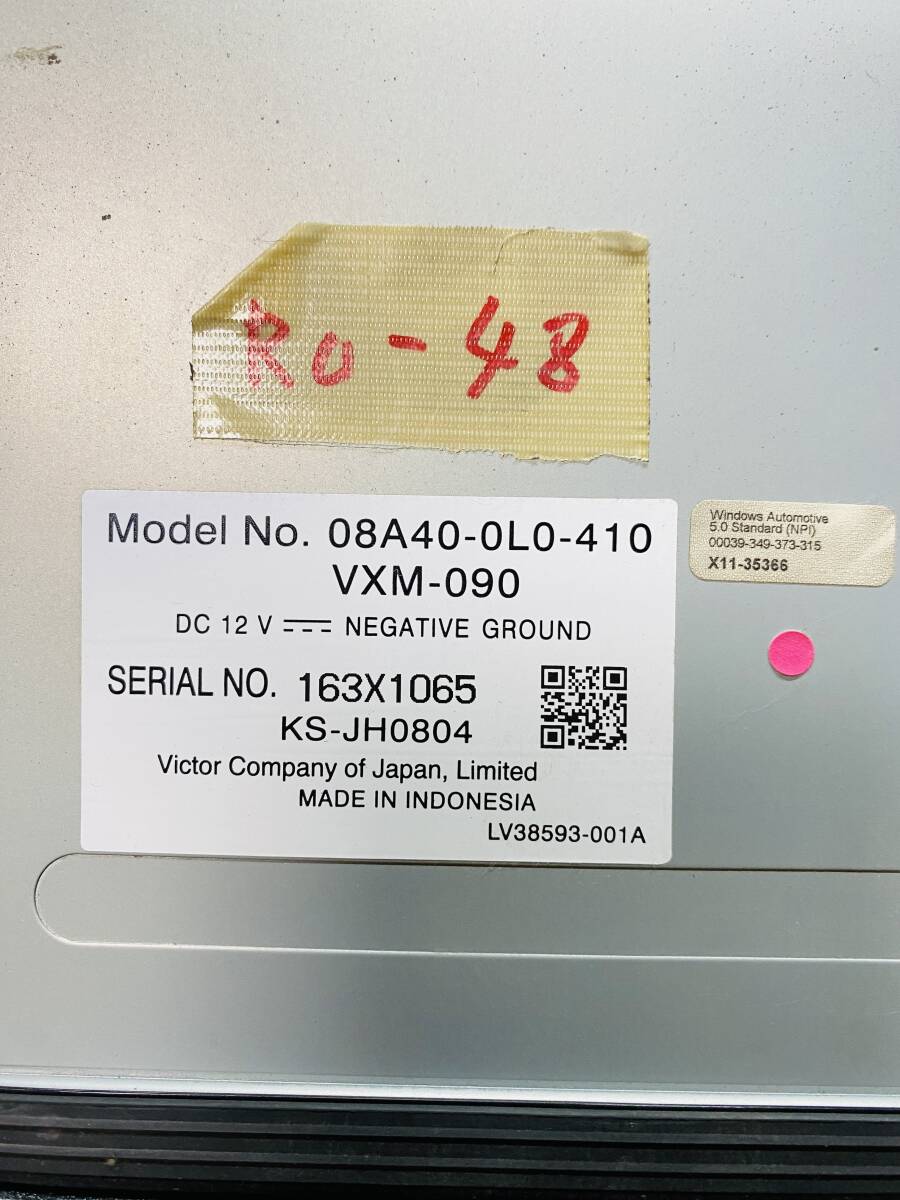 RU-48
Model No. 08A40-0L0-410
VXM-090
DC 12 V NEGATIVE GROUND
SERIAL NO. 163X1065
KS-JH0804
Victor Company of Japan, Limited
MADE IN INDONESIA
LV38593-001A
Windows Automotive
5.0 Standard (NPI)
00039-349-373-315
X11-35366